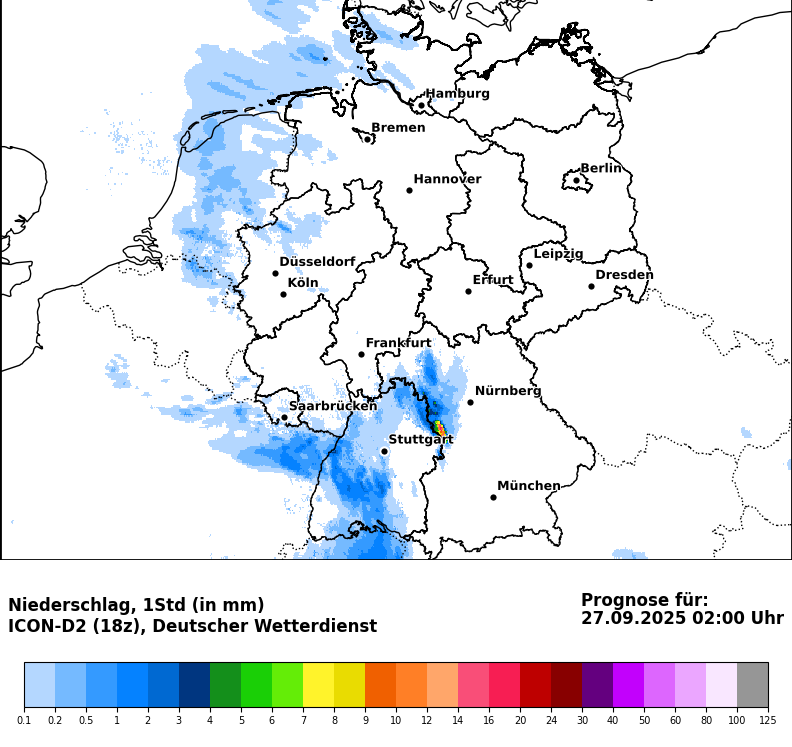 Hamburg
Bremen
Berlin
Hannover
Düsseldorf
Leipzig
Köln
Erfurt
Dresden
Frankfurt
Nürnberg
Saarbrücken
Stuttgart
München
Niederschlag, 1Std (in mm)
ICON-D2 (18z), Deutscher Wetterdienst
Prognose für:
27.09.2025 02:00 Uhr
0.1 0.2 0.5 1 2 3 4 5 6 7 8 9 10 12 14 16 20 24 30 40 50 60 80 100 125